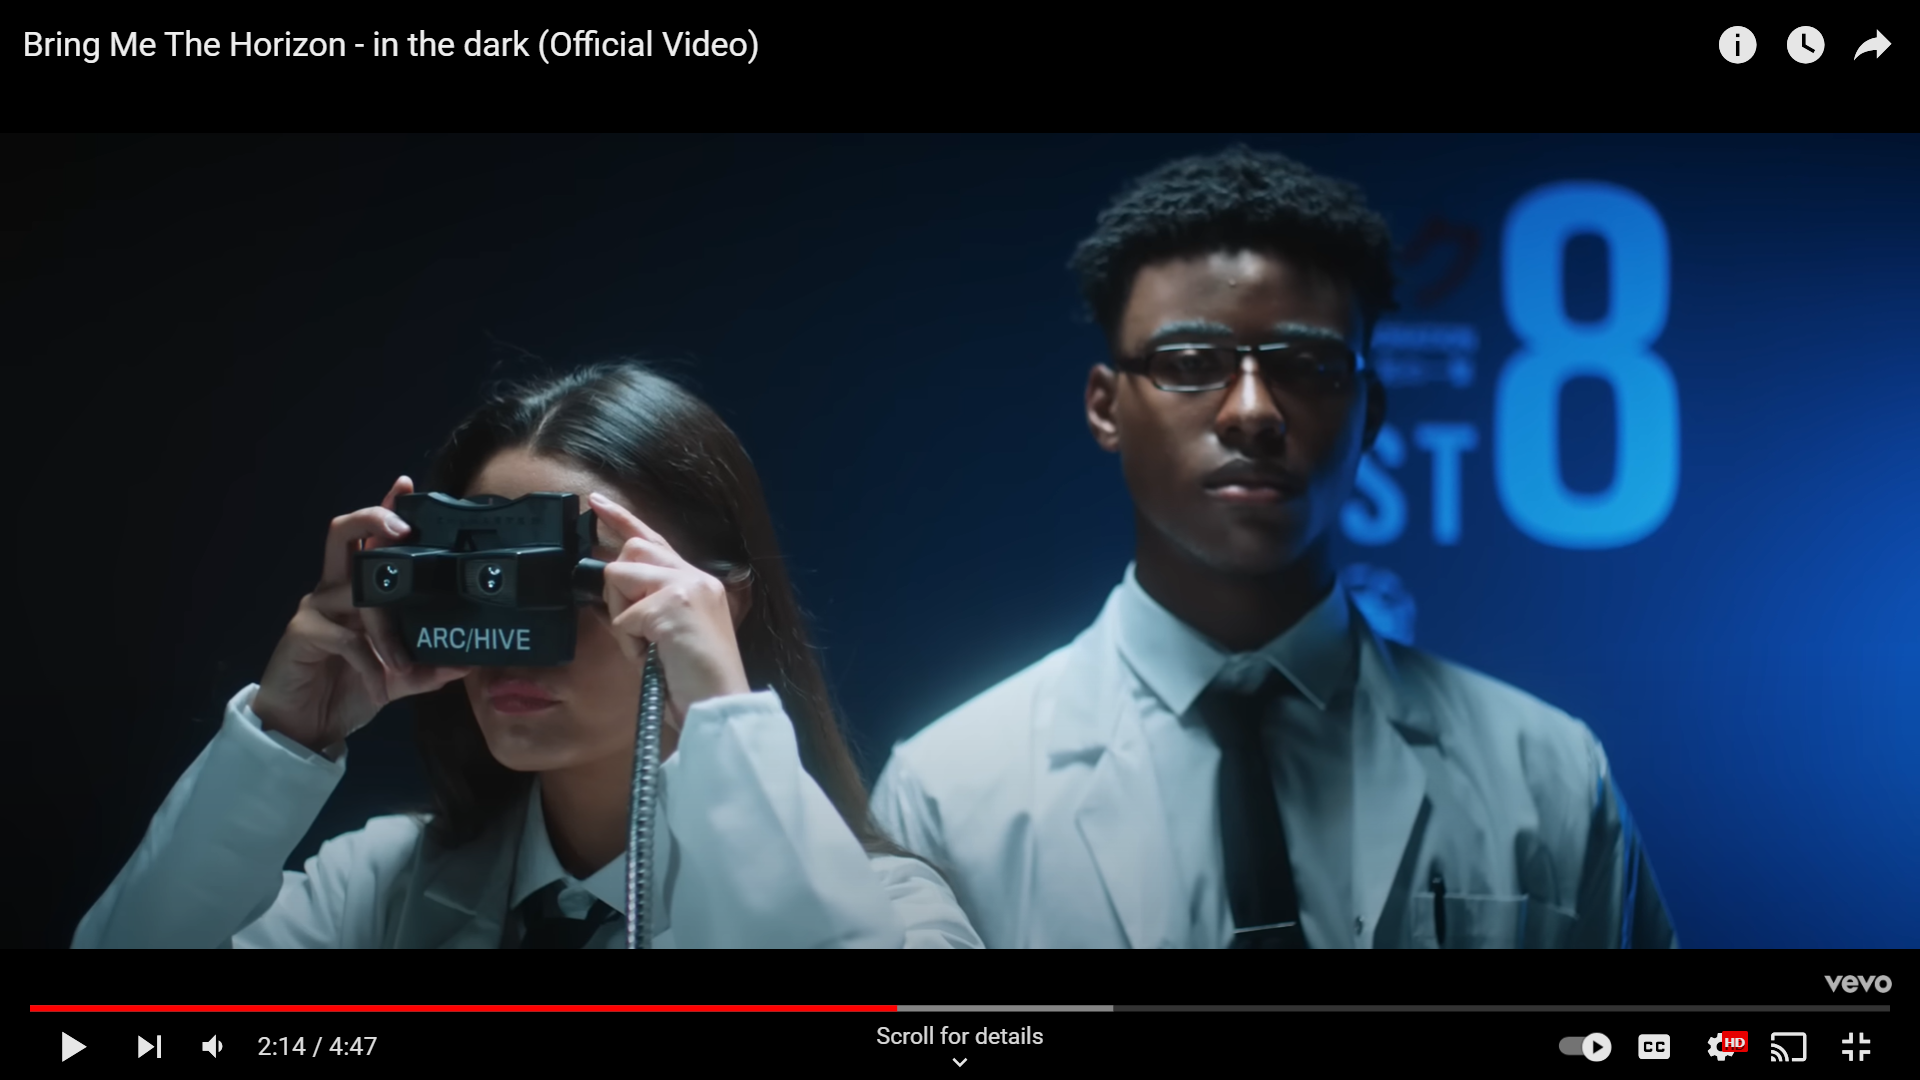 Bring Me The Horizon - in the dark (Official Video)
ク
8
ST
ARC/HIVE
vevo
2:14 / 4:47
Scroll for details
CC
HD